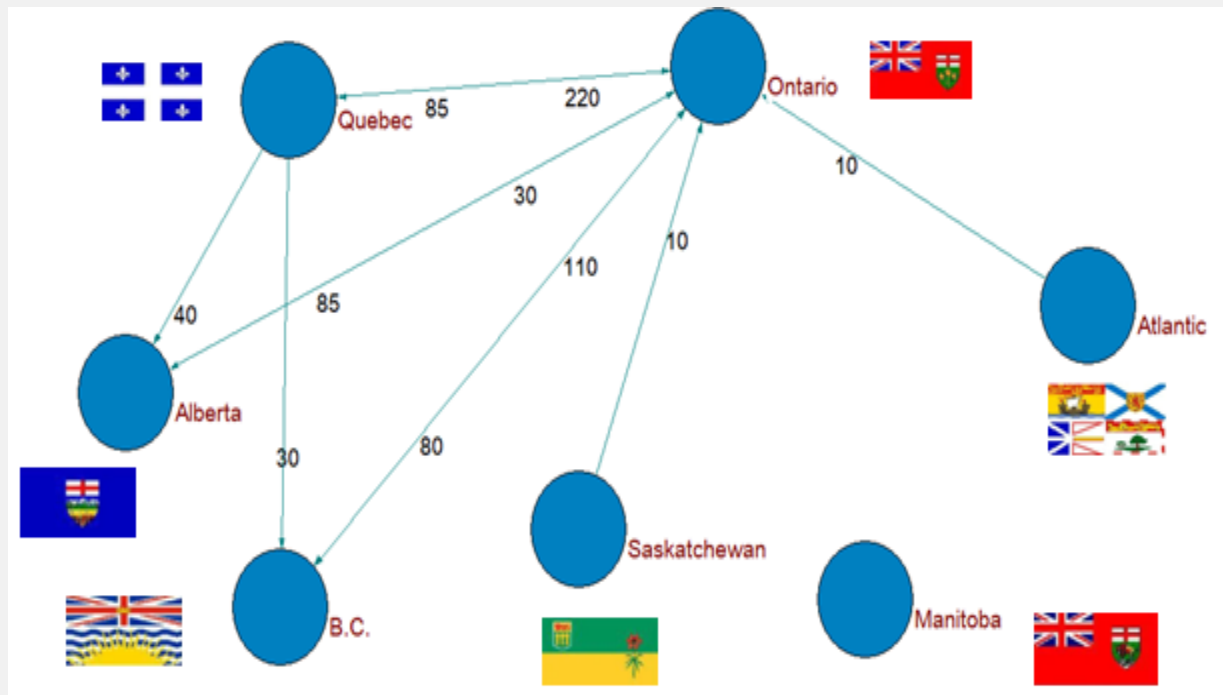 Ontario
85
220
Quebec
10
30
10
110
85
40
Atlantic
Alberta
80
30
Saskatchewan
Manitoba
B.C.